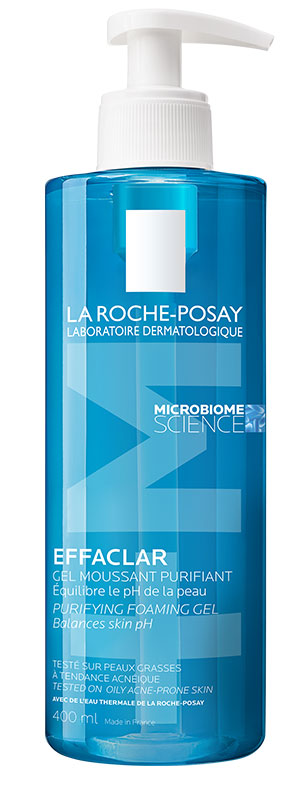 LA ROCHE-POSAY
LABORATOIRE DERMATOLOGIQUE
MICROBIOME
SCIENCE
EFFACLAR
GEL MOUSSANT PURIFIANT
Équilibre le pH de la peau
PURIFYING FOAMING GEL
Balances skin pH
TESTÉ SUR PEAUX GRASSES
À TENDANCE ACNÉIQUE
TESTED ON OILY ACNE-PRONE SKIN
AVEC DE L'EAU THERMALE DE LA ROCHE-POSAY
400 ml Made in France